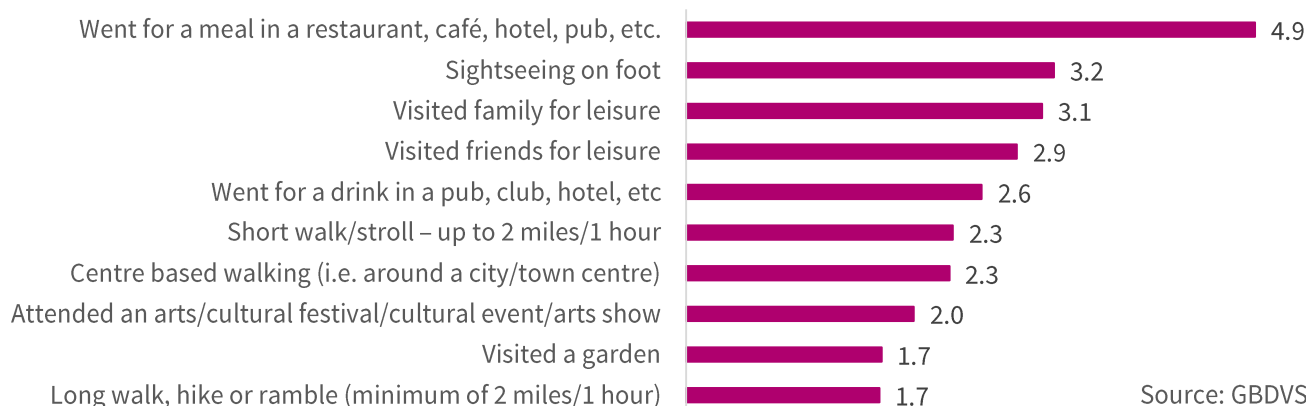 Went for a meal in a restaurant, café, hotel, pub, etc. 4.9
Sightseeing on foot 3.2
Visited family for leisure 3.1
Visited friends for leisure 2.9
Went for a drink in a pub, club, hotel, etc 2.6
Short walk/stroll – up to 2 miles/1 hour 2.3
Centre based walking (i.e. around a city/town centre) 2.3
Attended an arts/cultural festival/cultural event/arts show 2.0
Visited a garden 1.7
Long walk, hike or ramble (minimum of 2 miles/1 hour) 1.7 Source: GBDVS